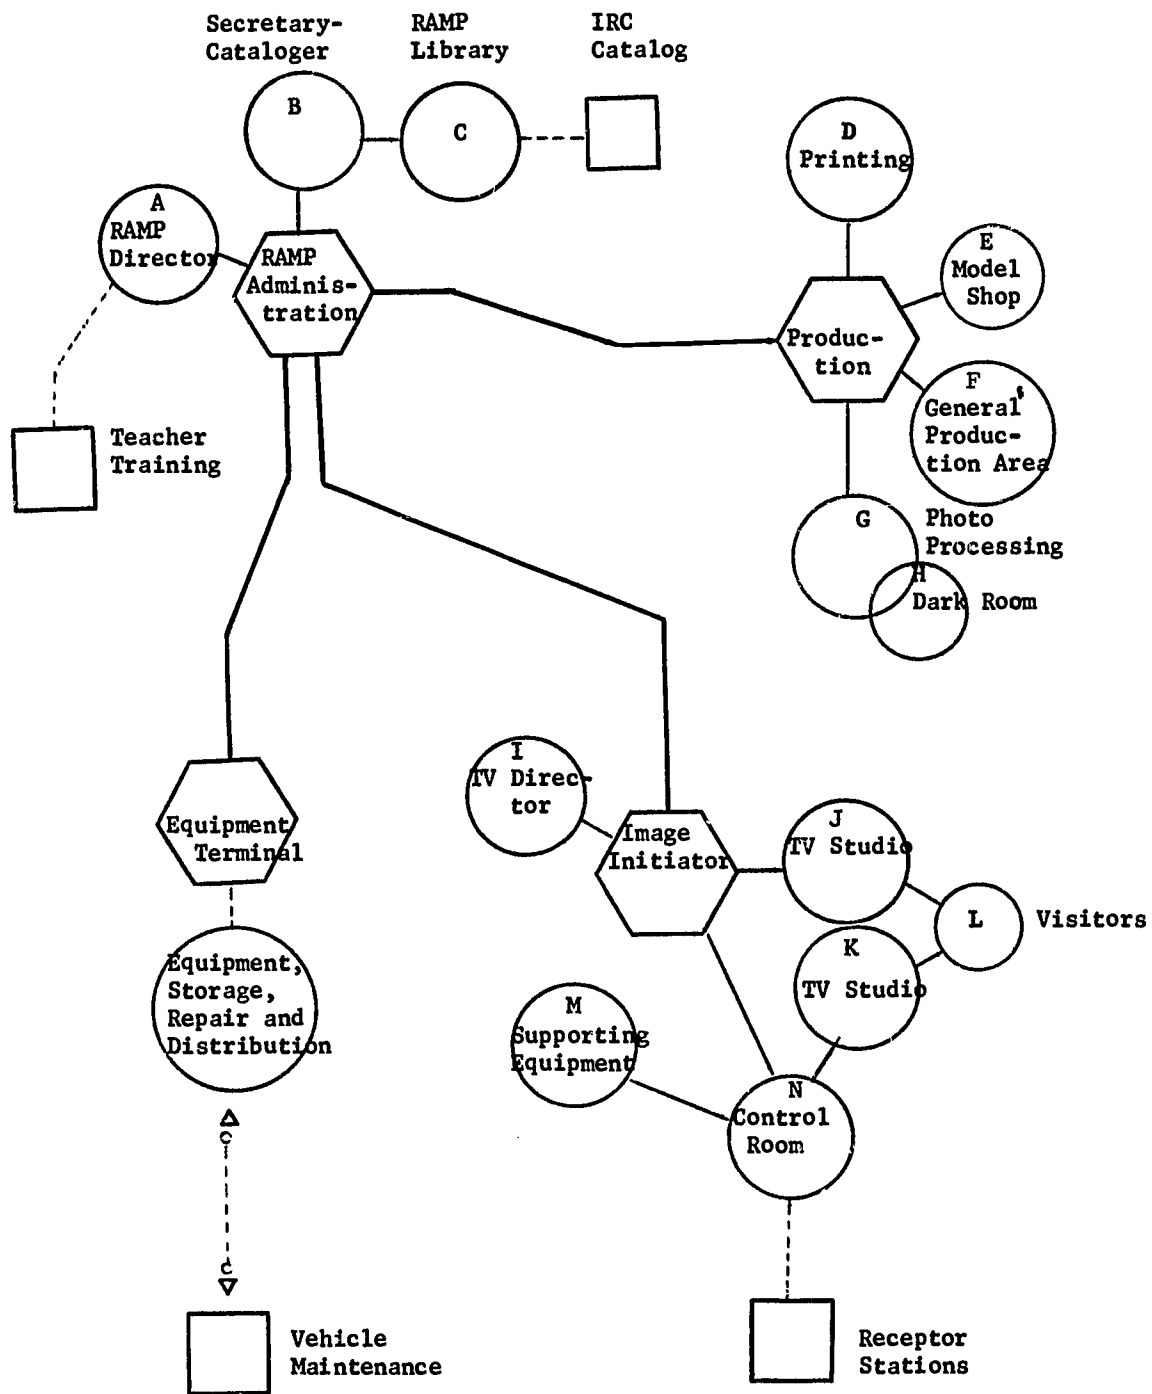 Secretary-
Cataloger
RAMP
Library
IRC
Catalog
B
C
D
Printing
A
RAMP
Director
RAMP
Adminis-
tration
E
Model
Shop
Produc-
tion
F
General
Produc-
tion Area
Teacher
Training
G
Photo
Processing
H
Dark Room
I
TV Direc-
tor
Image
Initiator
J
TV Studio
Equipment
Terminal
L
Visitors
K
TV Studio
Equipment,
Storage,
Repair and
Distribution
M
Supporting
Equipment
N
Control
Room
Vehicle
Maintenance
Receptor
Stations